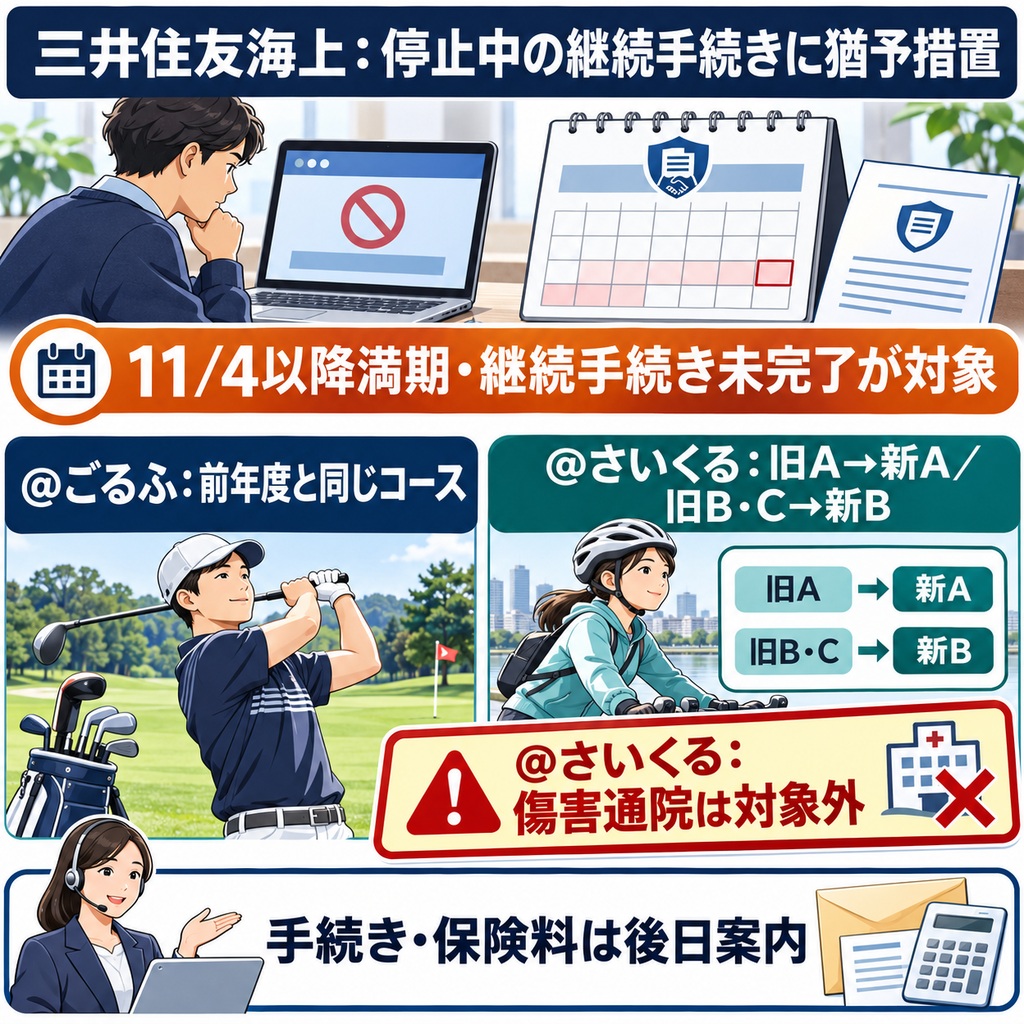 三井住友海上：停止中の継続手続きに猶予措置
11/4以降満期・継続手続き未完了が対象
@ごるふ：前年度と同じコース
@さいくる：旧A→新A／
旧B・C→新B
旧A→新A
旧B・C→新B
@さいくる：
傷害通院は対象外
手続き・保険料は後日案内